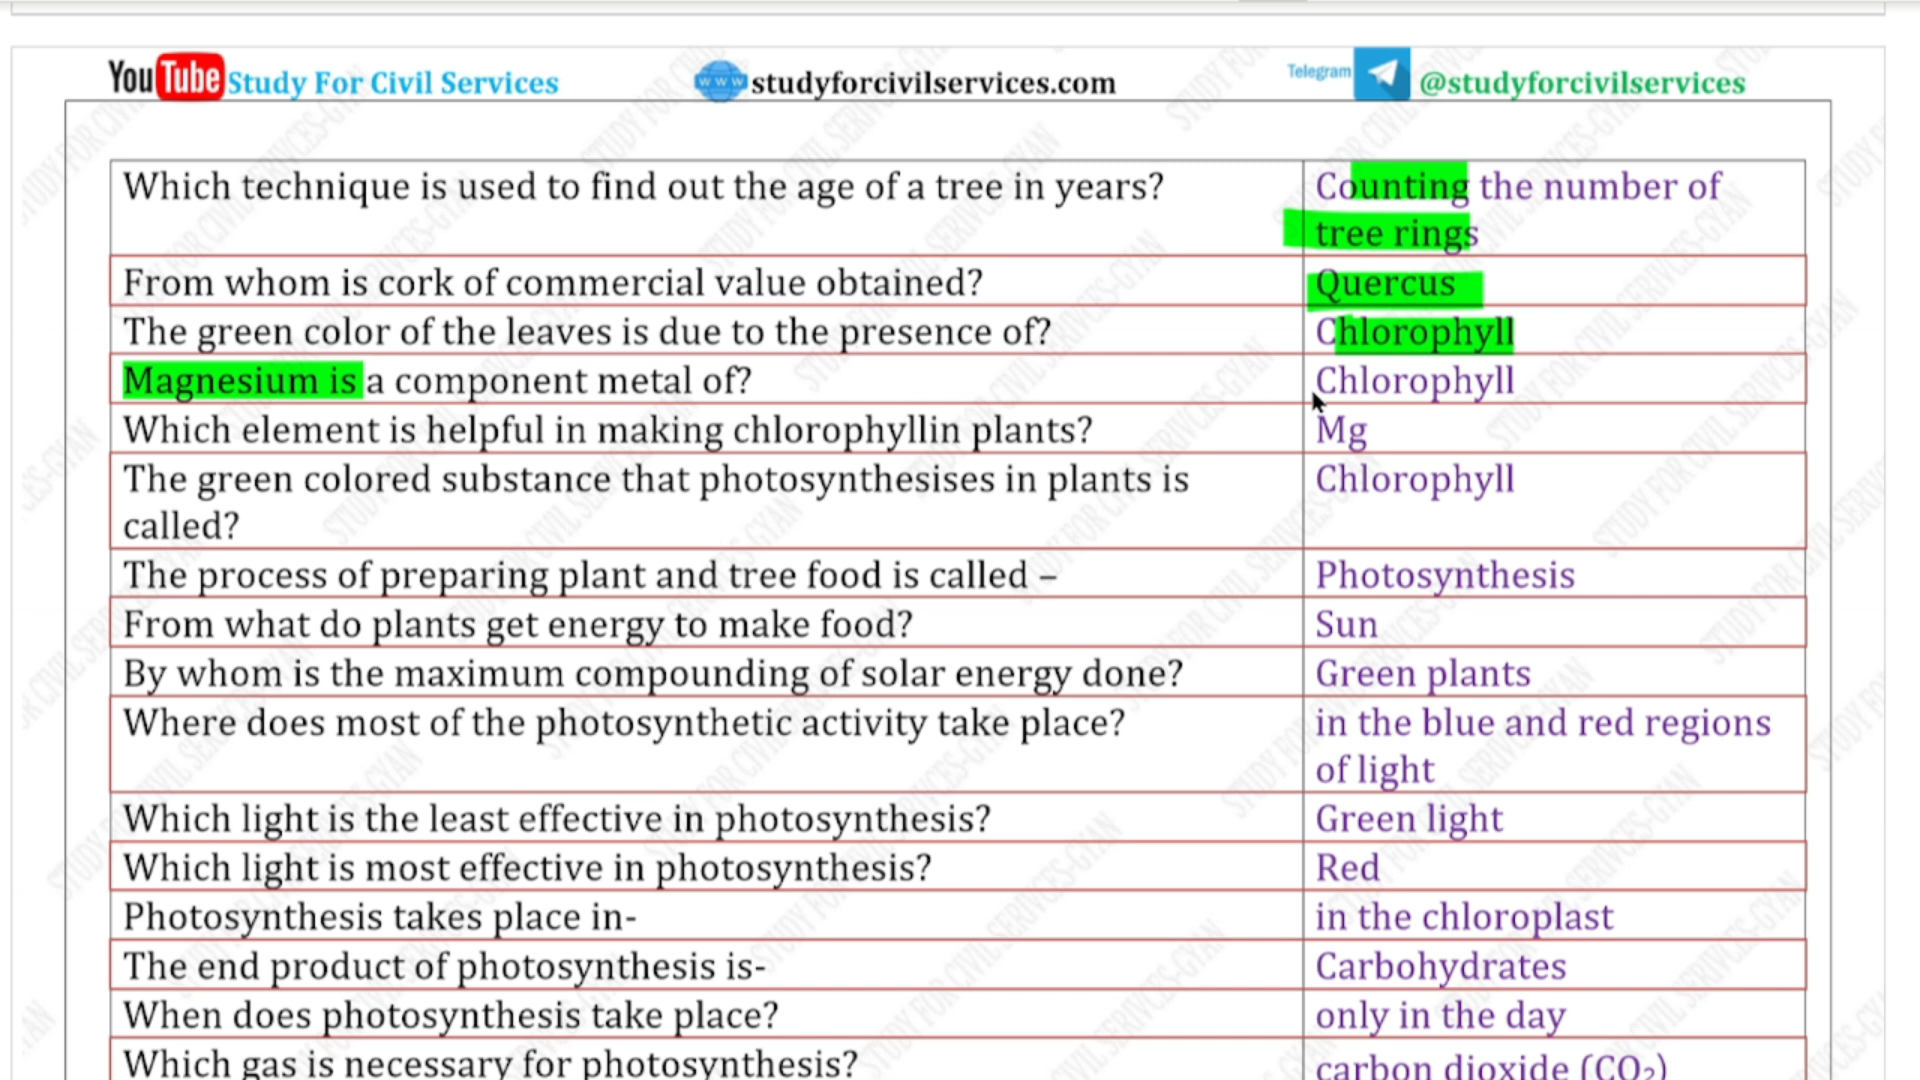 YouTube Study For Civil Services www studyforcivilservices.com Telegram @studyforcivilservices
Which technique is used to find out the age of a tree in years? Counting the number of
tree rings
From whom is cork of commercial value obtained? Quercus
The green color of the leaves is due to the presence of? Chlorophyll
Magnesium is a component metal of? Chlorophyll
Which element is helpful in making chlorophyllin plants? Mg
The green colored substance that photosynthesises in plants is Chlorophyll
called?
The process of preparing plant and tree food is called – Photosynthesis
From what do plants get energy to make food? Sun
By whom is the maximum compounding of solar energy done? Green plants
Where does most of the photosynthetic activity take place? in the blue and red regions
of light
Which light is the least effective in photosynthesis? Green light
Which light is most effective in photosynthesis? Red
Photosynthesis takes place in- in the chloroplast
The end product of photosynthesis is- Carbohydrates
When does photosynthesis take place? only in the day
Which gas is necessary for photosynthesis? carbon dioxide (CO₂)